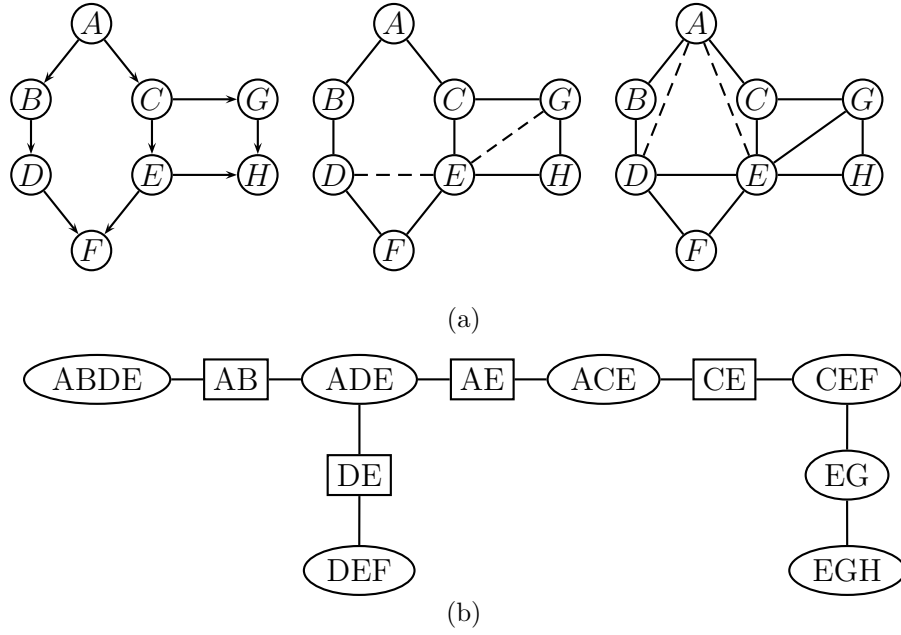 A A A
B C G B C G B C G
D E H D E H D E H
F F F
(a)
ABDE AB ADE AE ACE CE CEF
DE EG
DEF EGH
(b)